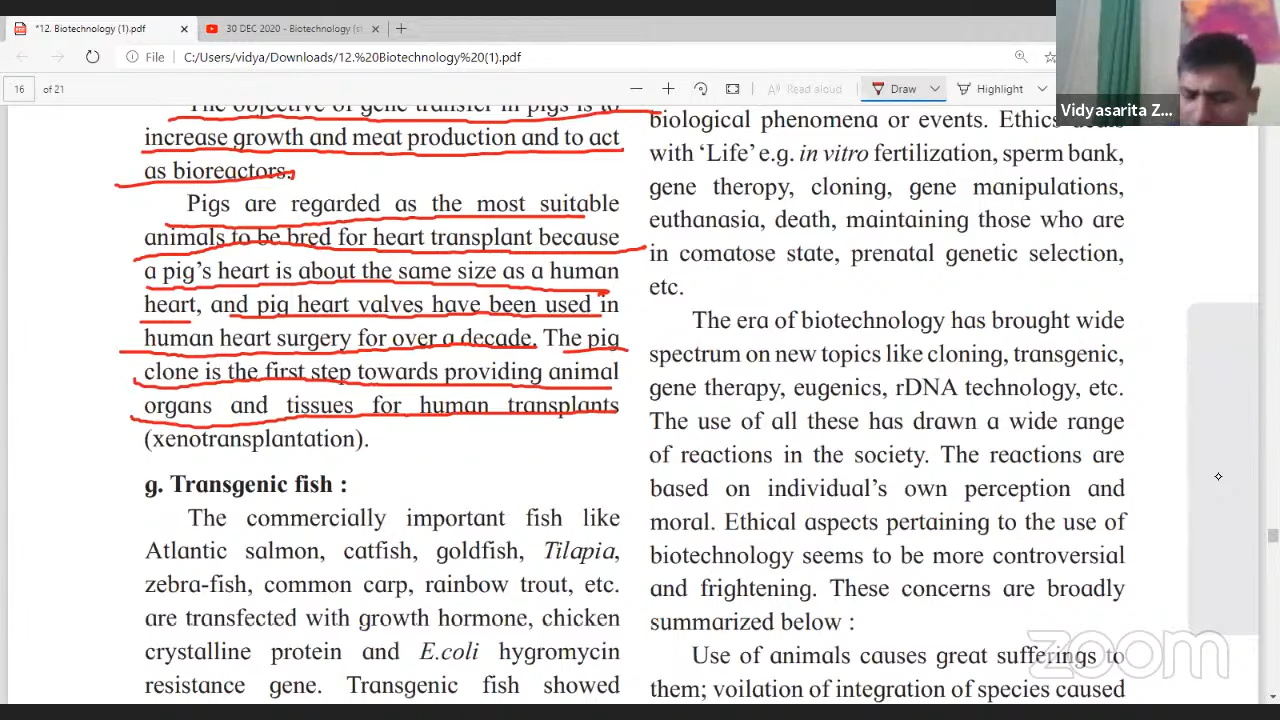 *12. Biotechnology (1).pdf
30 DEC 2020 - Biotechnology (s
File
C:/Users/vidya/Downloads/12.%20Biotechnology%20(1).pdf
16
of 21
Read aloud
Draw
Highlight
Vidyasarita Z...
The objective of gene transfer in pigs is to
increase growth and meat production and to act
as bioreactors.
Pigs are regarded as the most suitable
animals to be bred for heart transplant because
a pig's heart is about the same size as a human
heart, and pig heart valves have been used in
human heart surgery for over a decade. The pig
clone is the first step towards providing animal
organs and tissues for human transplants
(xenotransplantation).
g. Transgenic fish :
The commercially important fish like
Atlantic salmon, catfish, goldfish, Tilapia,
zebra-fish, common carp, rainbow trout, etc.
are transfected with growth hormone, chicken
crystalline protein and E.coli hygromycin
resistance gene. Transgenic fish showed
biological phenomena or events. Ethics deals
with 'Life' e.g. in vitro fertilization, sperm bank,
gene theropy, cloning, gene manipulations,
euthanasia, death, maintaining those who are
in comatose state, prenatal genetic selection,
etc.
The era of biotechnology has brought wide
spectrum on new topics like cloning, transgenic,
gene therapy, eugenics, rDNA technology, etc.
The use of all these has drawn a wide range
of reactions in the society. The reactions are
based on individual's own perception and
moral. Ethical aspects pertaining to the use of
biotechnology seems to be more controversial
and frightening. These concerns are broadly
summarized below :
Use of animals causes great sufferings to
them; voilation of integration of species caused
zoom